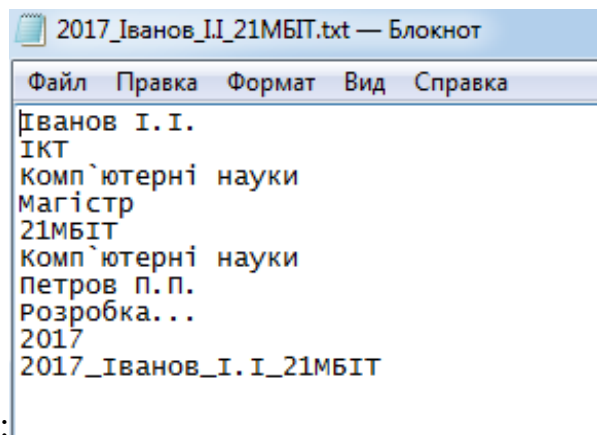 2017_Іванов_І.І_21МБІТ.txt — Блокнот
Файл Правка Формат Вид Справка
Іванов І.І.
ІКТ
Комп`ютерні науки
Магістр
21МБІТ
Комп`ютерні науки
Петров П.П.
Розробка...
2017
2017_Іванов_І.І_21МБІТ
: